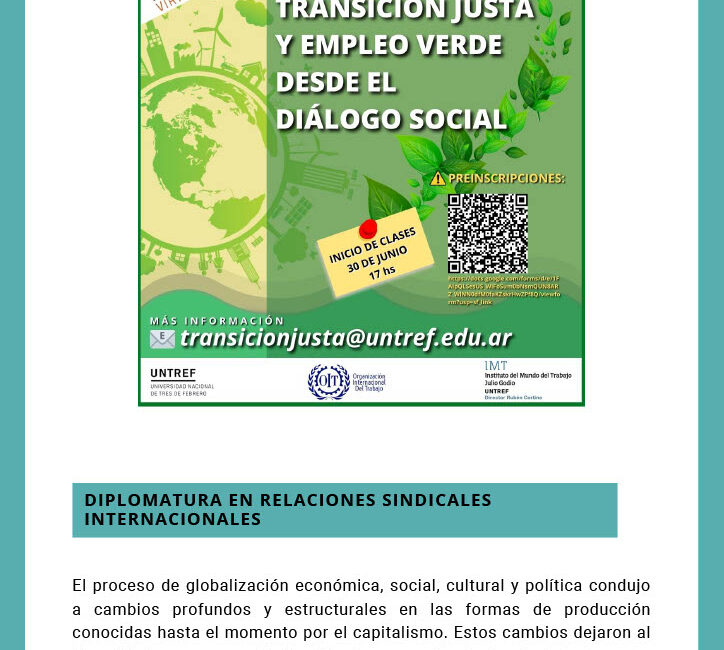 TRANSICIÓN JUSTA
Y EMPLEO VERDE
DESDE EL
DIÁLOGO SOCIAL
PREINSCRIPCIONES:
INICIO DE CLASES
30 DE JUNIO
17 hs
MÁS INFORMACIÓN
transicionjusta@untref.edu.ar
UNTREF
UNIVERSIDAD NACIONAL
DE TRES DE FEBRERO
OIT
Organización
Internacional
Del Trabajo
IMT
Instituto del Mundo del Trabajo
Julio Godio
UNTREF
Director Rubén Cortina
DIPLOMATURA EN RELACIONES SINDICALES
INTERNACIONALES
El proceso de globalización económica, social, cultural y política condujo
a cambios profundos y estructurales en las formas de producción
conocidas hasta el momento por el capitalismo. Estos cambios dejaron al